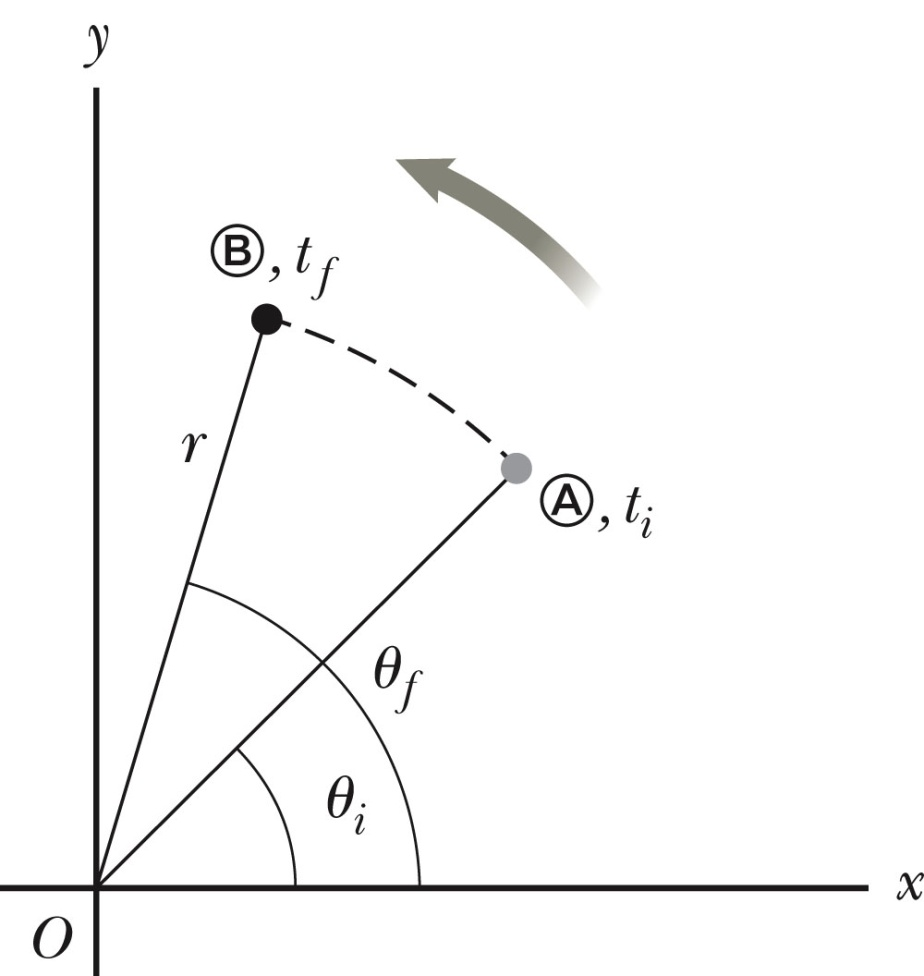 y
Ⓑ, t_f
r
Ⓐ, t_i
θ_f
θ_i
x
O